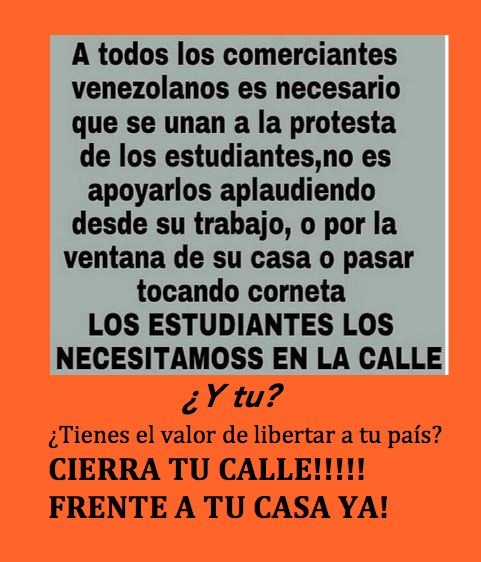 A todos los comerciantes
venezolanos es necesario
que se unan a la protesta
de los estudiantes,no es
apoyarlos aplaudiendo
desde su trabajo, o por la
ventana de su casa o pasar
tocando corneta
LOS ESTUDIANTES LOS
NECESITAMOSS EN LA CALLE
¿Y tu?
¿Tienes el valor de libertar a tu país?
CIERRA TU CALLE!!!!!
FRENTE A TU CASA YA!